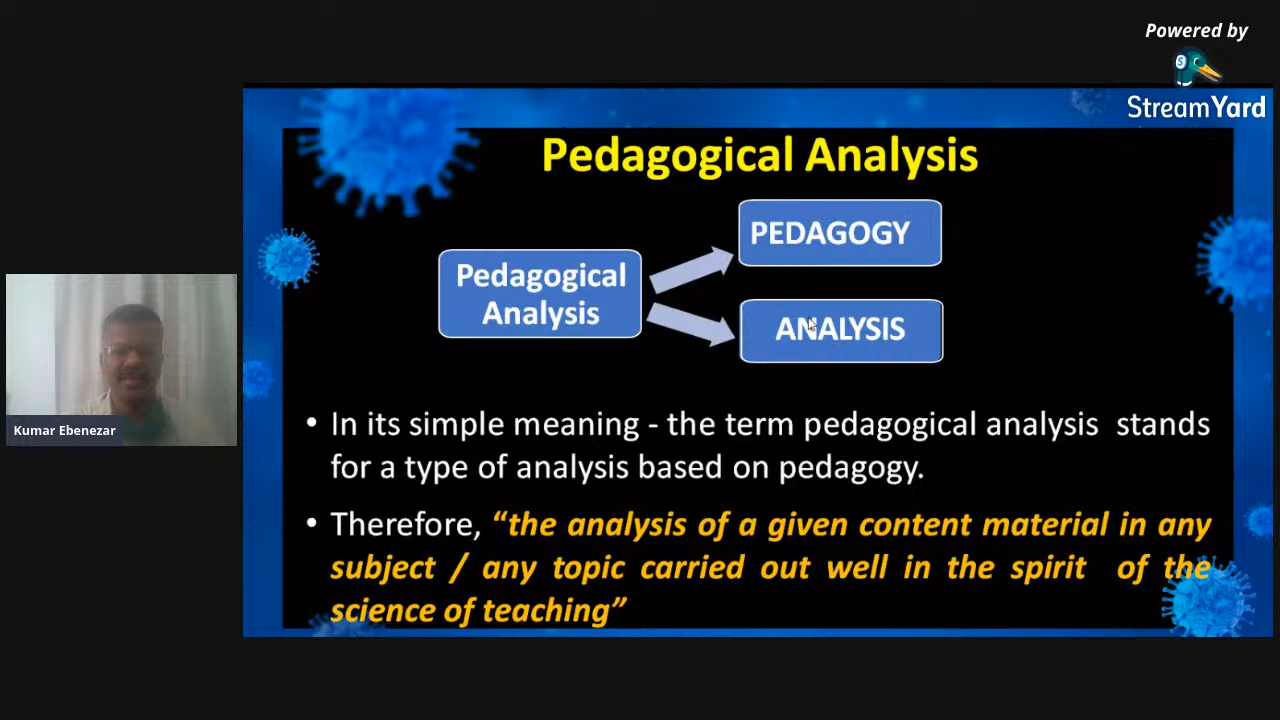 Powered by
StreamYard
Pedagogical Analysis
PEDAGOGY
Pedagogical
Analysis
ANALYSIS
• In its simple meaning - the term pedagogical analysis stands
for a type of analysis based on pedagogy.
• Therefore, “the analysis of a given content material in any
subject / any topic carried out well in the spirit of the
science of teaching”
Kumar Ebenezar